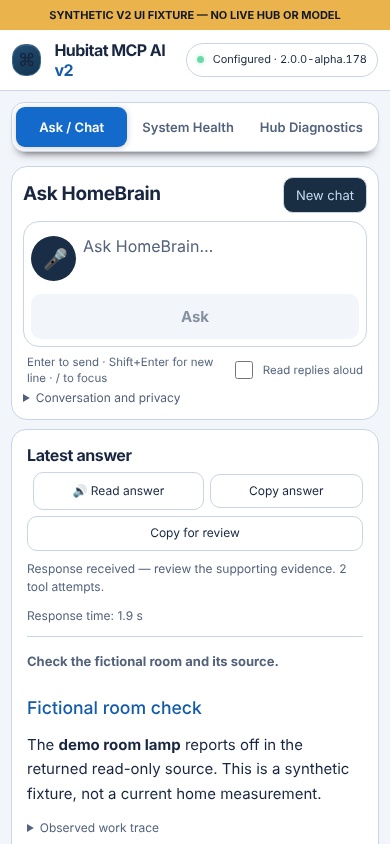 SYNTHETIC V2 UI FIXTURE — NO LIVE HUB OR MODEL
Hubitat MCP AI
v2
Configured · 2.0.0-alpha.178
Ask / Chat
System Health
Hub Diagnostics
Ask HomeBrain
New chat
Ask HomeBrain...
Ask
Enter to send · Shift+Enter for new
line · / to focus
Read replies aloud
Conversation and privacy
Latest answer
Read answer
Copy answer
Copy for review
Response received — review the supporting evidence. 2
tool attempts.
Response time: 1.9 s
Check the fictional room and its source.
Fictional room check
The demo room lamp reports off in the
returned read-only source. This is a synthetic
fixture, not a current home measurement.
Observed work trace